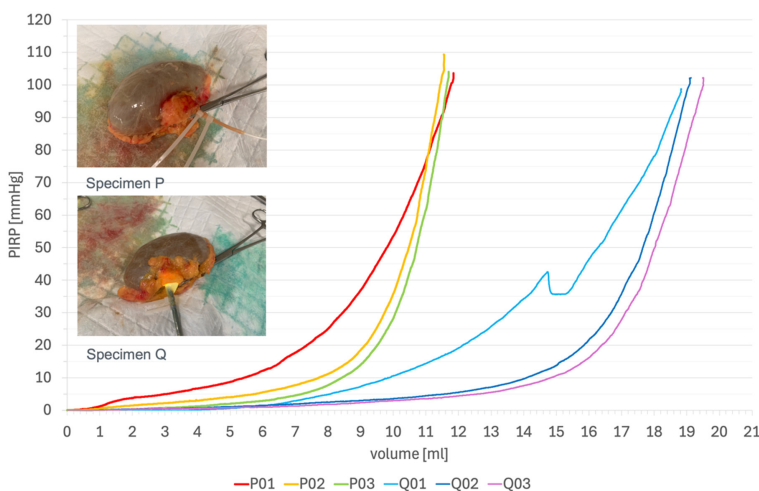 120
110
100
90
80
70
60
50
40
30
20
10
0
PIRP [mmHg]
Specimen P
Specimen Q
0 1 2 3 4 5 6 7 8 9 10 11 12 13 14 15 16 17 18 19 20 21
volume [ml]
P01 P02 P03 Q01 Q02 Q03